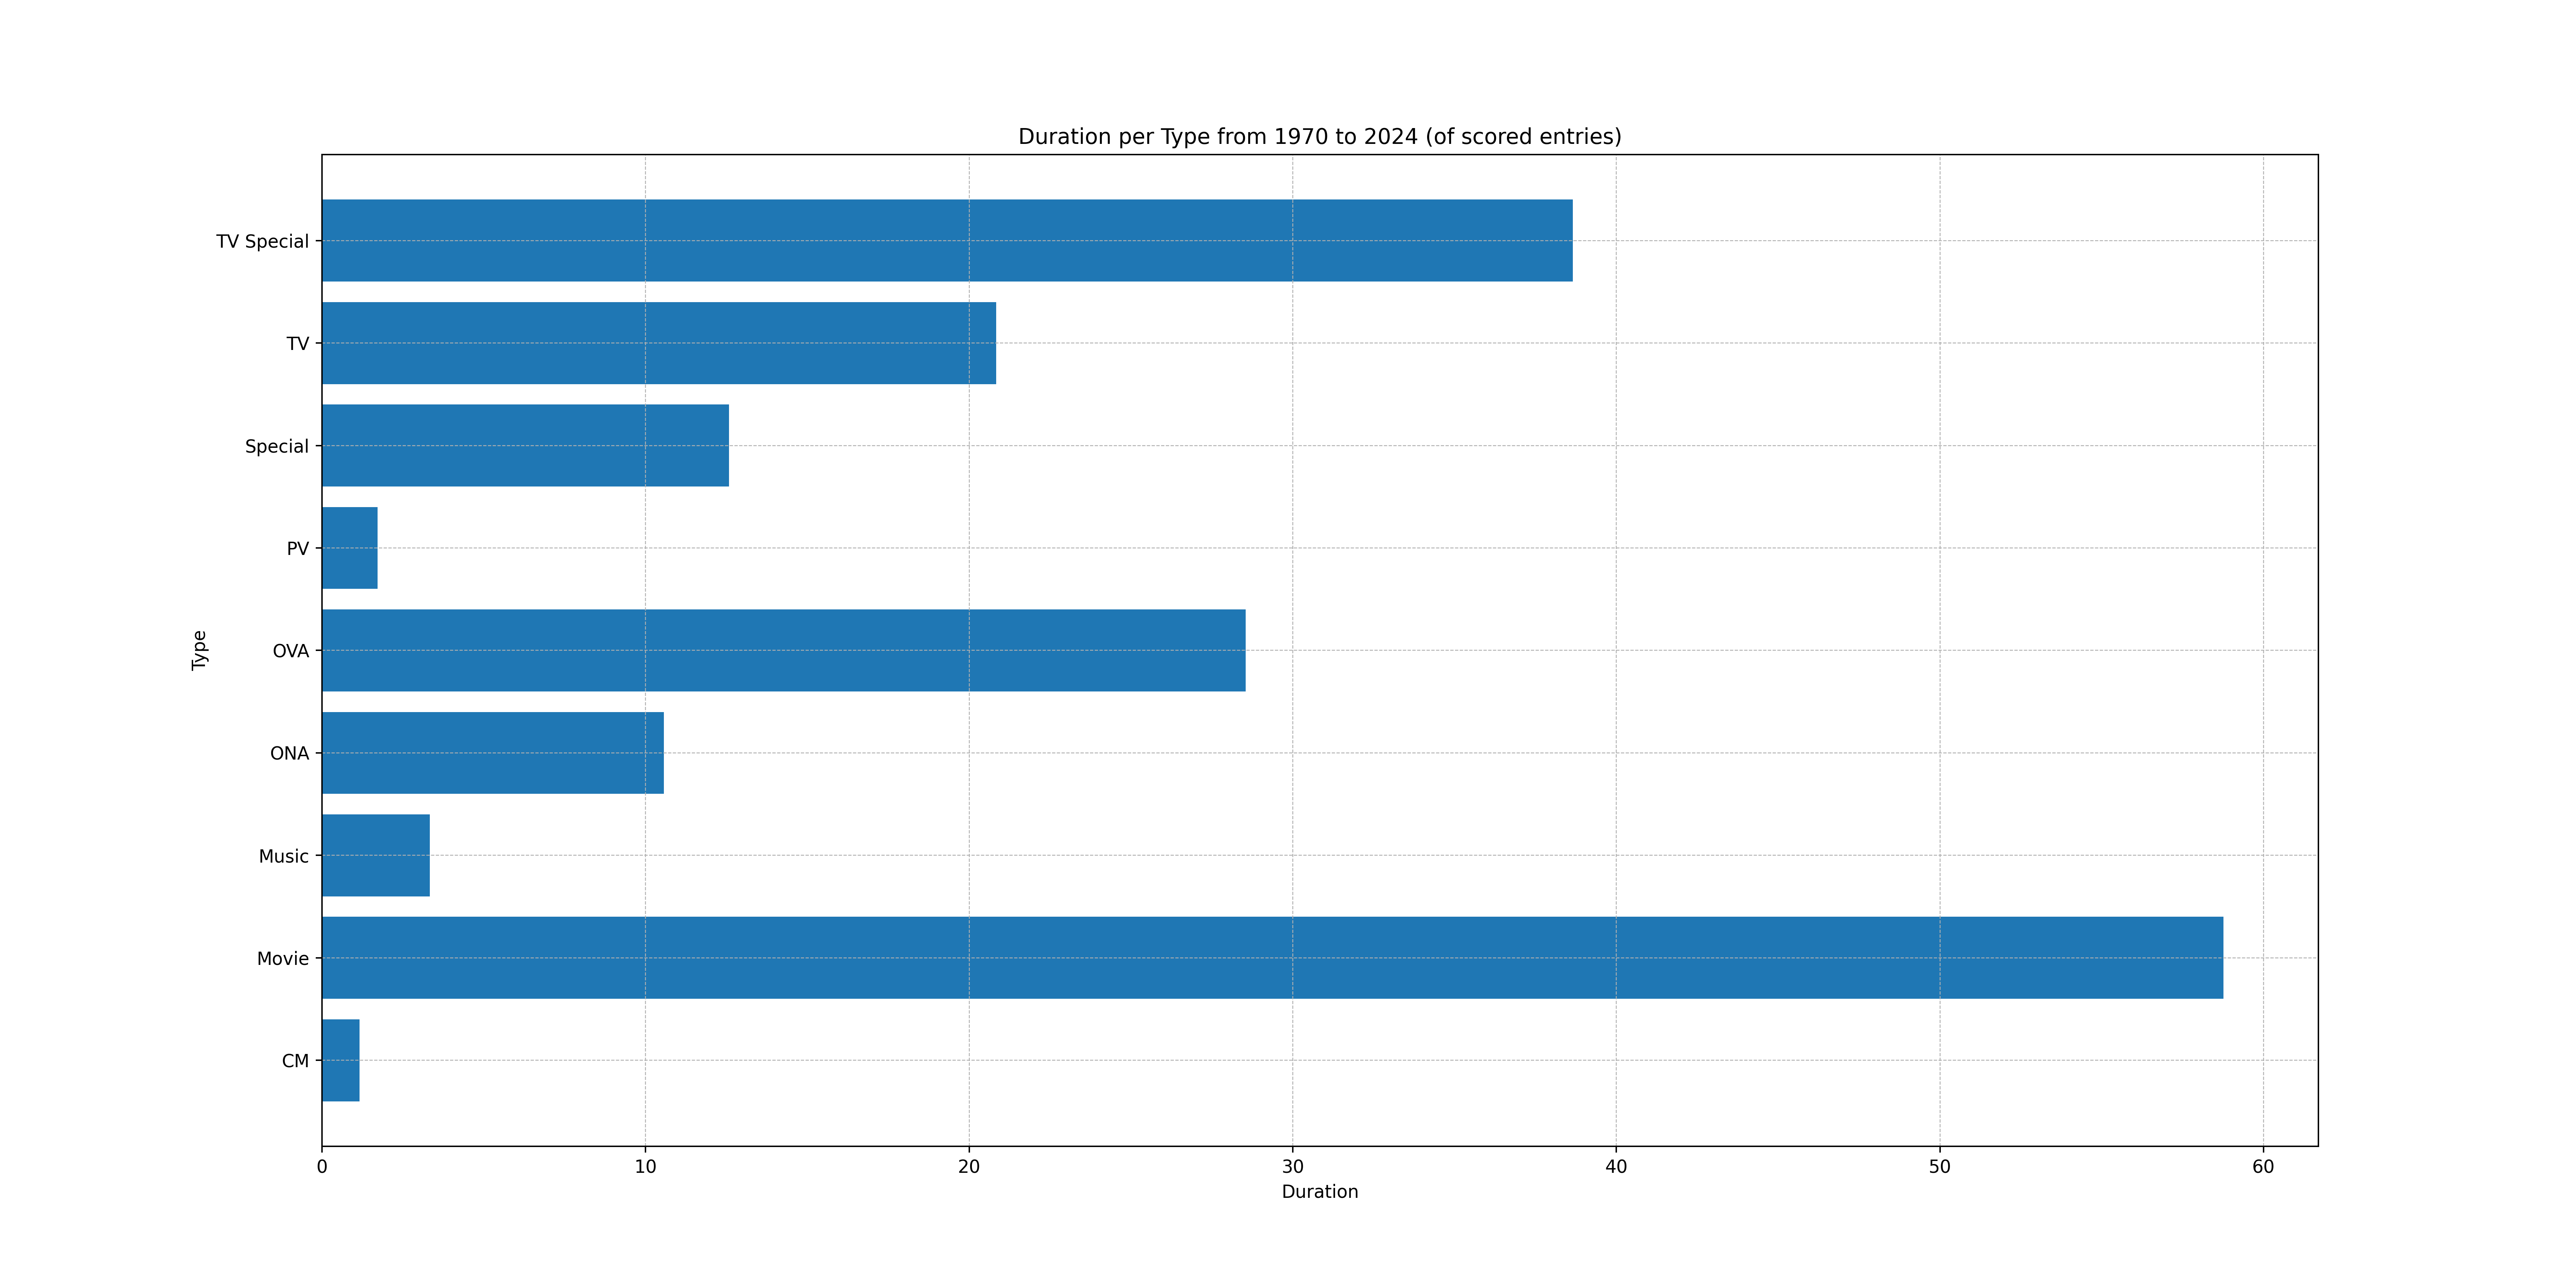 Duration per Type from 1970 to 2024 (of scored entries)
TV Special
TV
Special
PV
OVA
Type
ONA
Music
Movie
CM
0 10 20 30 40 50 60
Duration